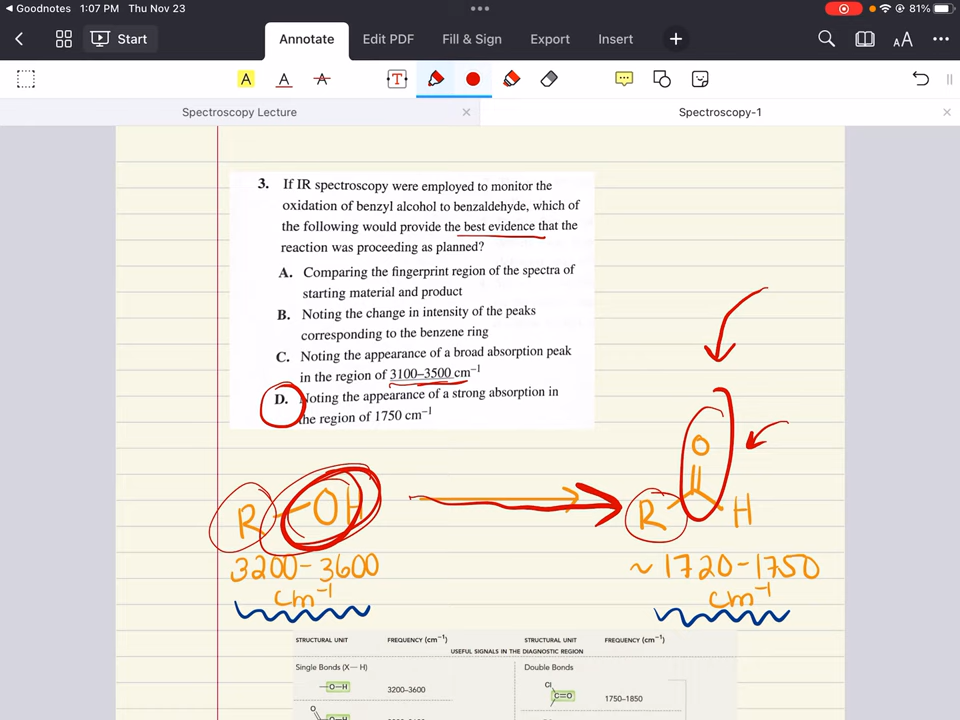 Goodnotes 1:07 PM Thu Nov 23 81%
Start Annotate Edit PDF Fill & Sign Export Insert
A A T
Spectroscopy Lecture Spectroscopy-1
3. If IR spectroscopy were employed to monitor the
oxidation of benzyl alcohol to benzaldehyde, which of
the following would provide the best evidence that the
reaction was proceeding as planned?
A. Comparing the fingerprint region of the spectra of
starting material and product
B. Noting the change in intensity of the peaks
corresponding to the benzene ring
C. Noting the appearance of a broad absorption peak
in the region of 3100–3500 cm⁻¹
D. Noting the appearance of a strong absorption in
the region of 1750 cm⁻¹
O
R OH R H
3200-3600 ~1720-1750
cm⁻¹ cm⁻¹
STRUCTURAL UNIT FREQUENCY (cm⁻¹) STRUCTURAL UNIT FREQUENCY (cm⁻¹)
USEFUL SIGNALS IN THE DIAGNOSTIC REGION
Single Bonds (X—H) Double Bonds
—O—H 3200–3600 Cl C=O 1750–1850
O